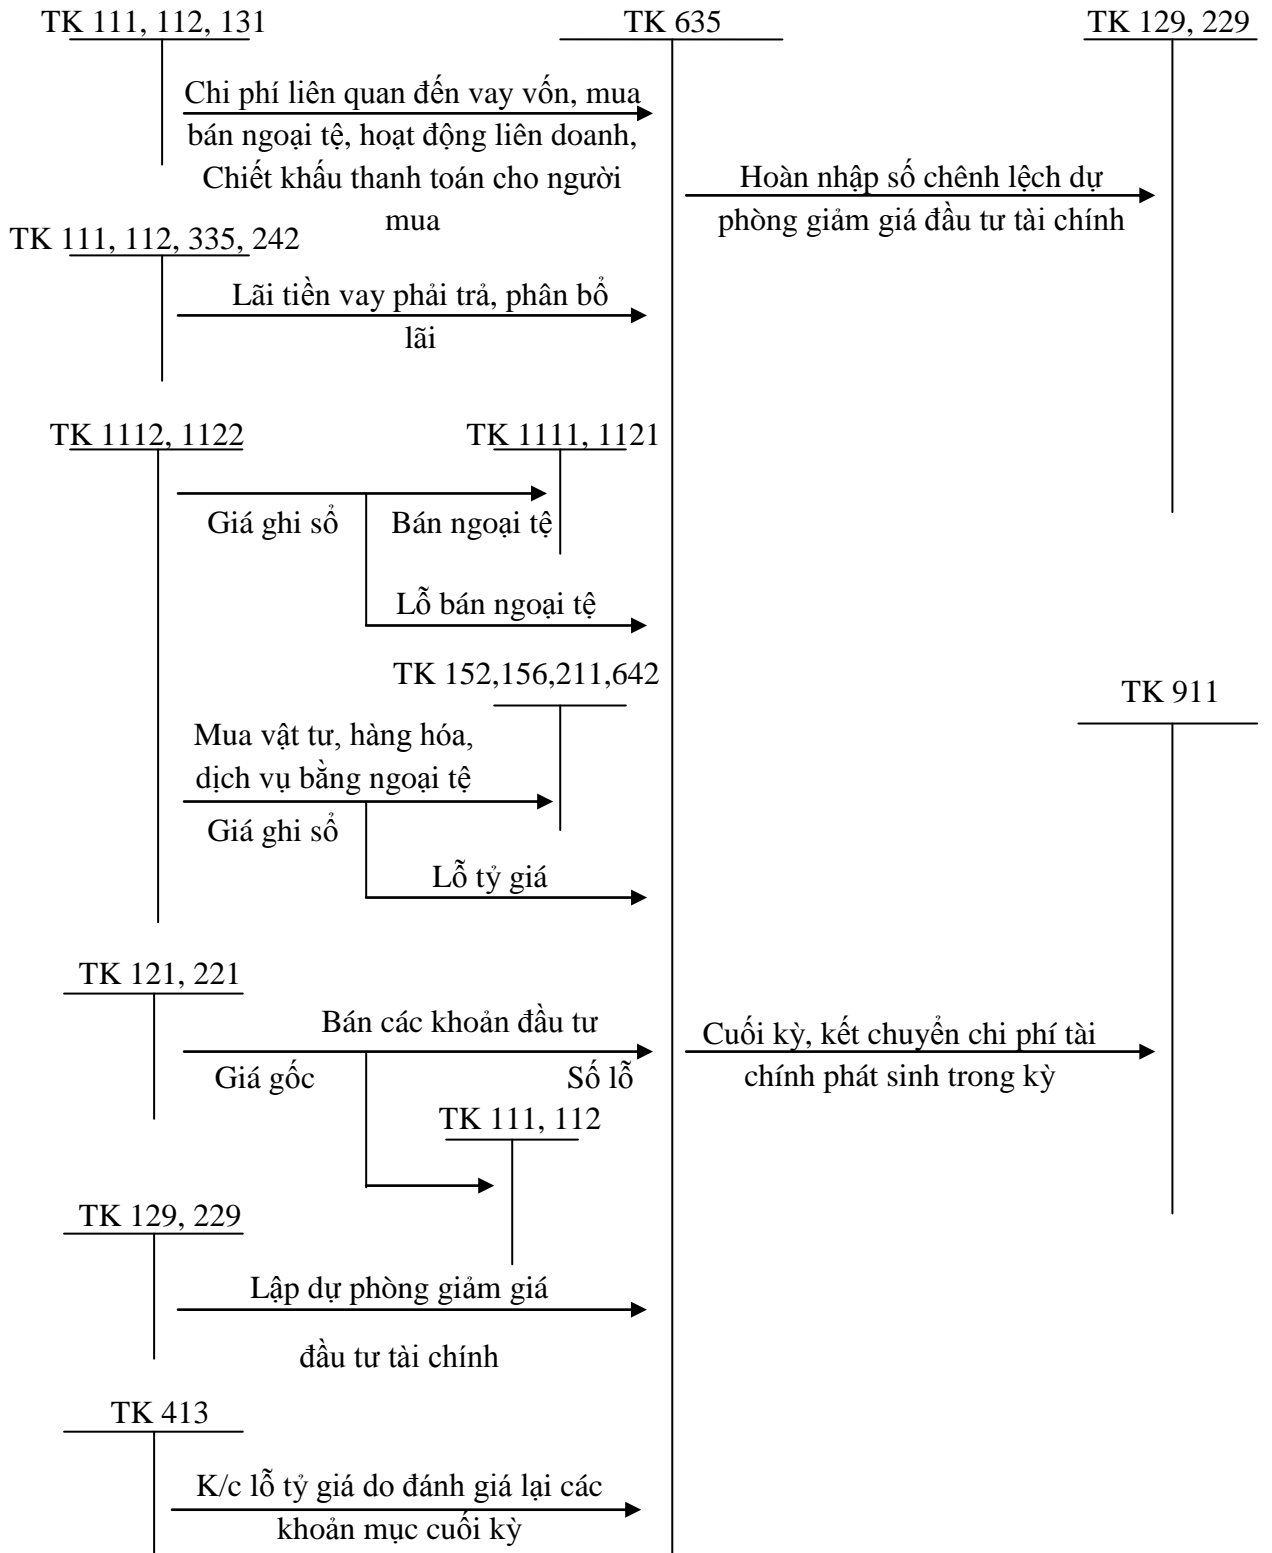 TK 111, 112, 131
TK 635
TK 129, 229
Chi phí liên quan đến vay vốn, mua
bán ngoại tệ, hoạt động liên doanh,
Chiết khấu thanh toán cho người
mua
Hoàn nhập số chênh lệch dự
phòng giảm giá đầu tư tài chính
TK 111, 112, 335, 242
Lãi tiền vay phải trả, phân bổ
lãi
TK 1112, 1122
TK 1111, 1121
Giá ghi sổ
Bán ngoại tệ
Lỗ bán ngoại tệ
TK 152,156,211,642
TK 911
Mua vật tư, hàng hóa,
dịch vụ bằng ngoại tệ
Giá ghi sổ
Lỗ tỷ giá
TK 121, 221
Bán các khoản đầu tư
Giá gốc
Số lỗ
Cuối kỳ, kết chuyển chi phí tài
chính phát sinh trong kỳ
TK 111, 112
TK 129, 229
Lập dự phòng giảm giá
đầu tư tài chính
TK 413
K/c lỗ tỷ giá do đánh giá lại các
khoản mục cuối kỳ